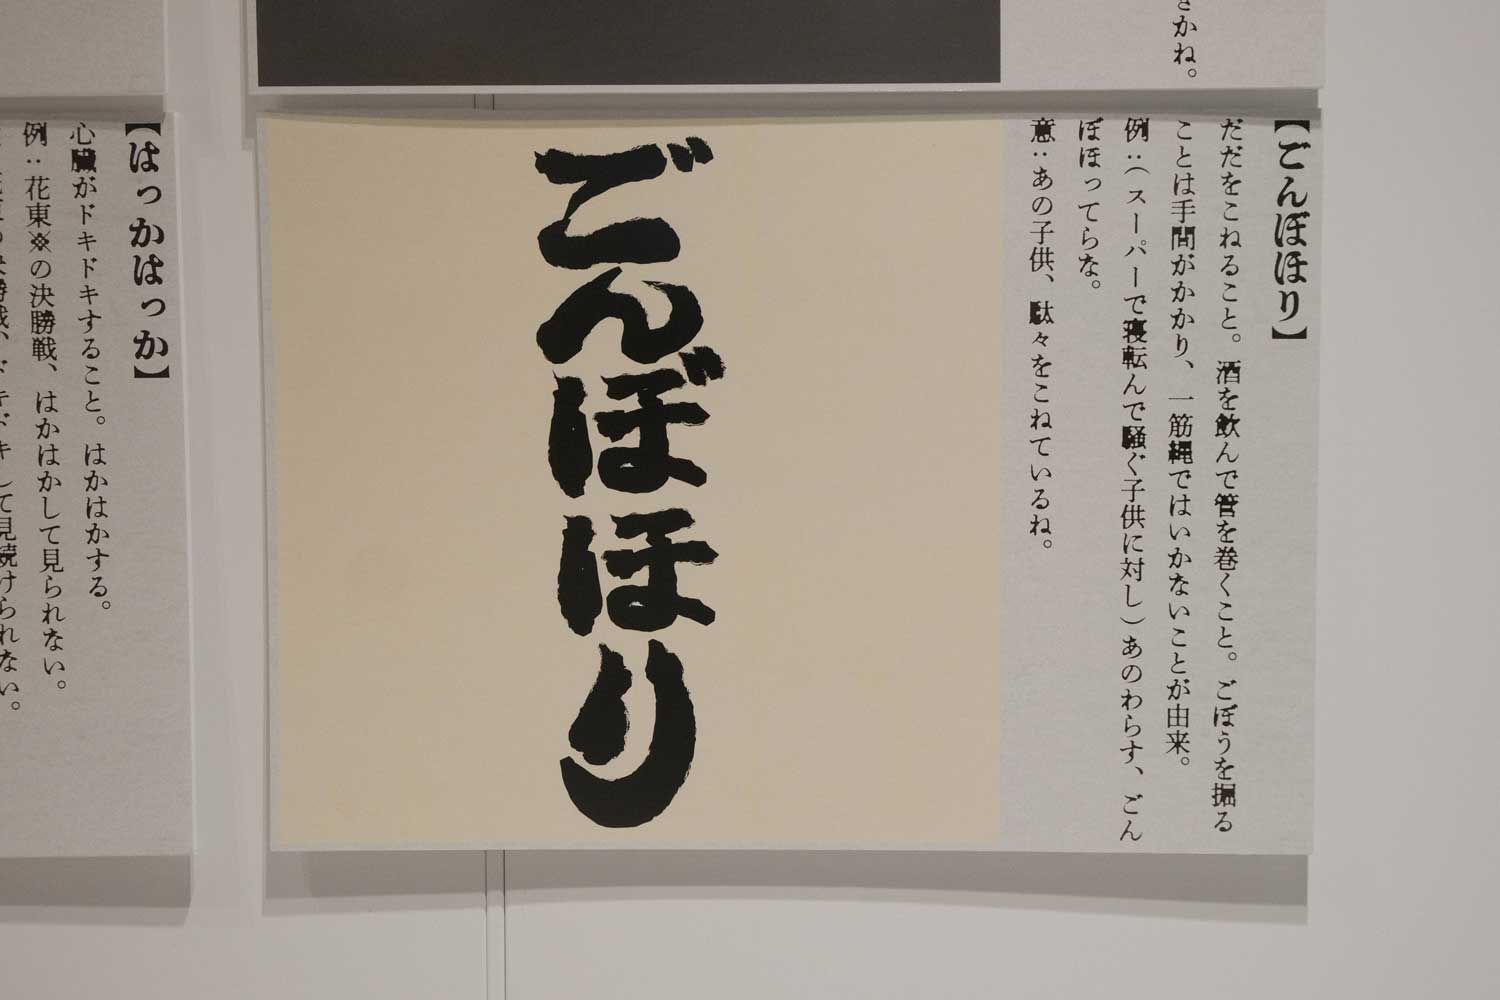 さかね。
【ごんぼほり】
だだをこねること。酒を飲んで管を巻くこと。ごぼうを掘る
ことは手間がかかり、一筋縄ではいかないことが由来。
例：（スーパーで寝転んで騒ぐ子供に対し）あのわらす、ごん
ぼほってらな。
意：あの子供、駄々をこねているね。
ごんぼほり
【はっかはっか】
心臓がドキドキすること。はかはかする。
例：花東※の決勝戦、はかはかして見られない。
決勝戦、ドキドキして見続けられない。